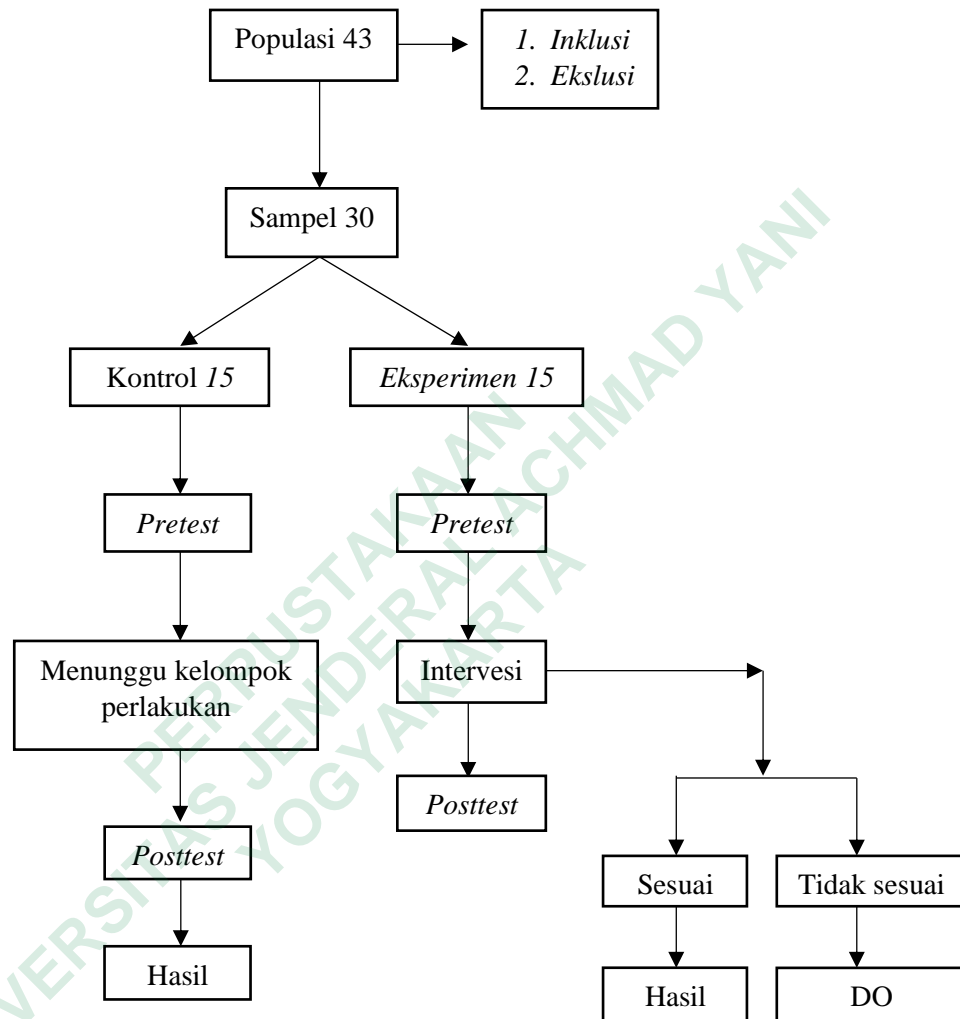 Populasi 43
1. Inklusi
2. Ekslusi
Sampel 30
Kontrol 15
Eksperimen 15
Pretest
Pretest
Menunggu kelompok
perlakukan
Intervesi
Posttest
Posttest
Sesuai
Tidak sesuai
Hasil
Hasil
DO
PERPUSTAKAAN
VERSITAS JENDERAL ACHMAD YANI
YOGYAKARTA